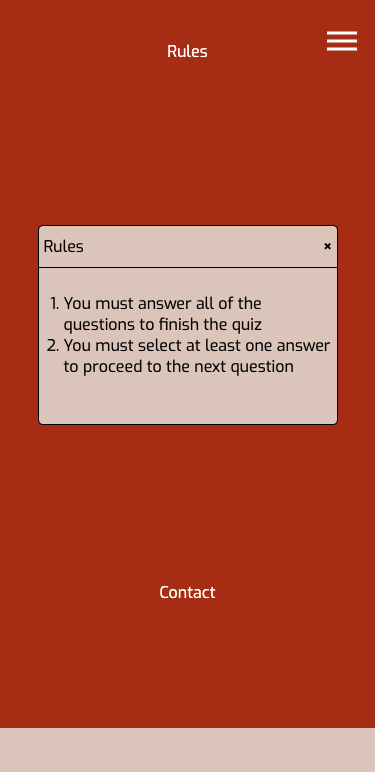 Rules
Rules ×
1. You must answer all of the
questions to finish the quiz
2. You must select at least one answer
to proceed to the next question
Contact